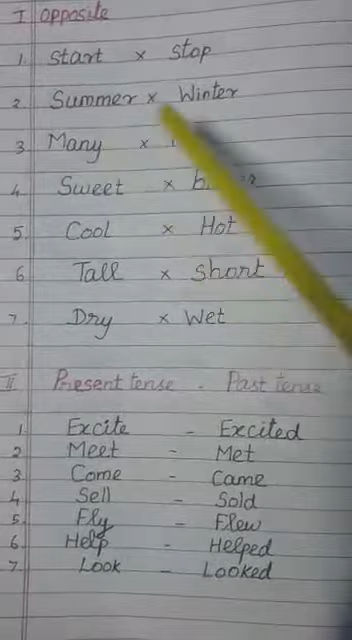 I opposite
1. Start x Stop
2 Summer x Winter
3 Many x
4 Sweet x
5. Cool x Hot
6 Tall x Short
7. Dry x Wet
II Present tense - Past tense
1 Excite - Excited
2 Meet - Met
3 Come - Came
4 Sell - Sold
5 Fly - Flew
6 Help - Helped
7. Look - Looked